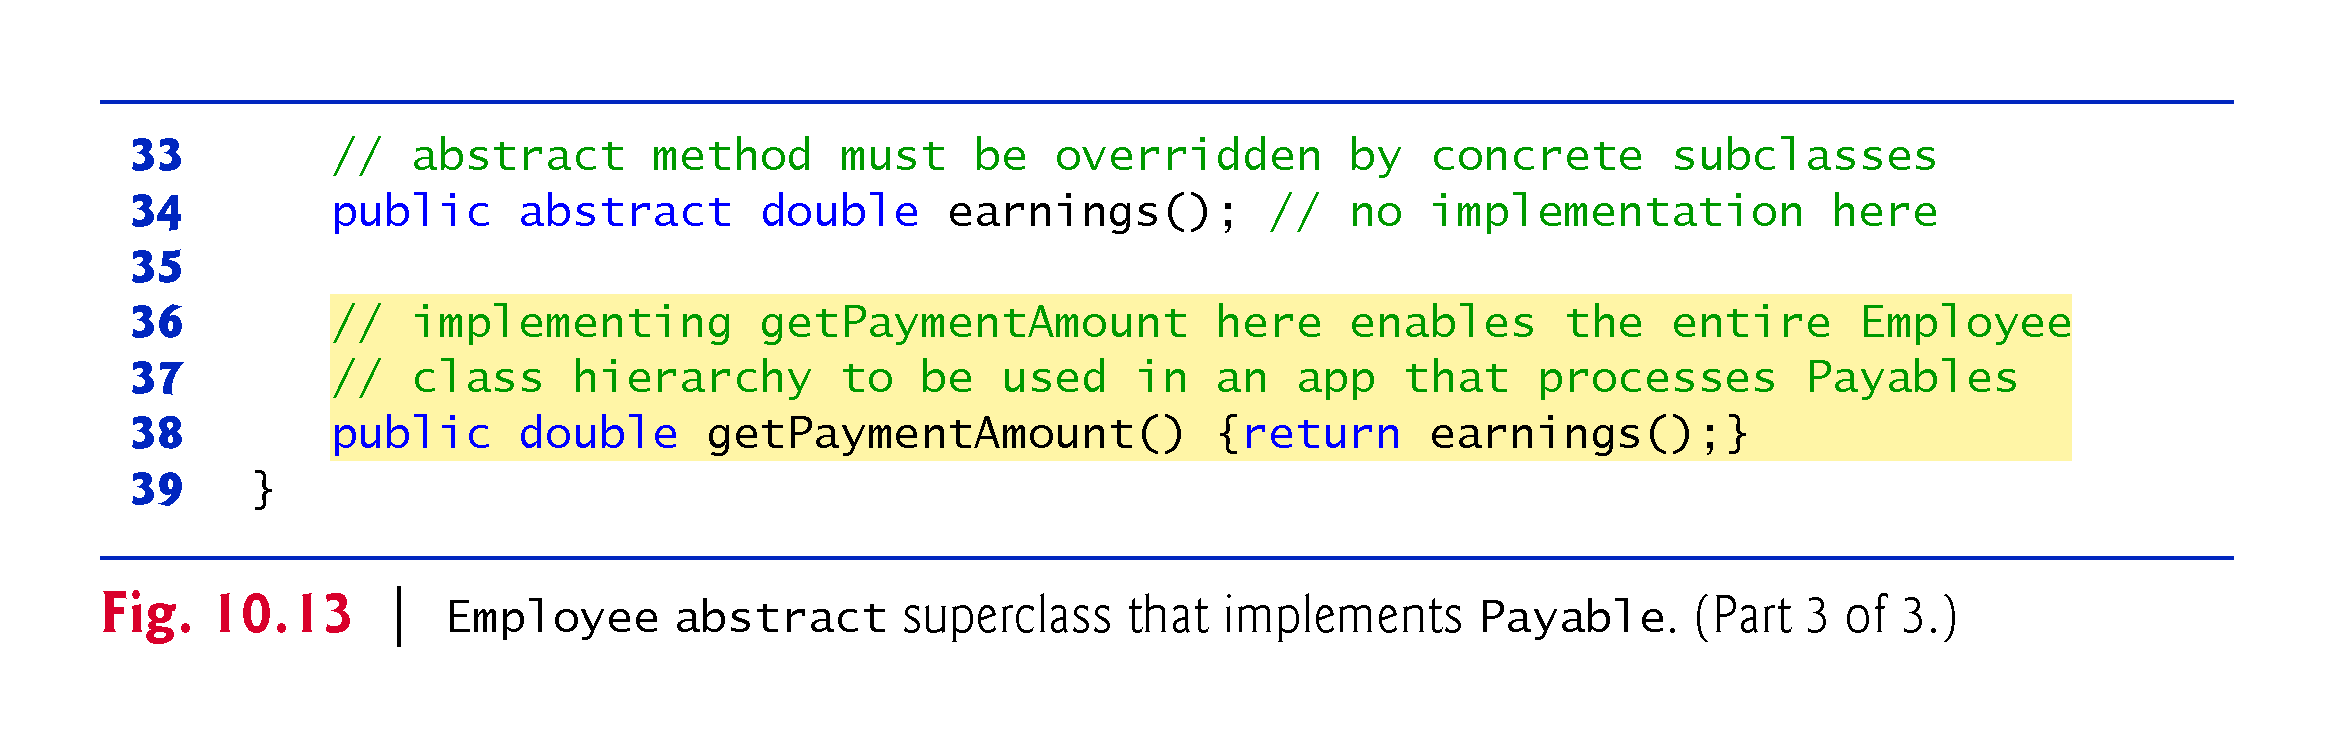 33 // abstract method must be overridden by concrete subclasses
34 public abstract double earnings(); // no implementation here
35
36 // implementing getPaymentAmount here enables the entire Employee
37 // class hierarchy to be used in an app that processes Payables
38 public double getPaymentAmount() {return earnings();}
39 }
Fig. 10.13 | Employee abstract superclass that implements Payable. (Part 3 of 3.)